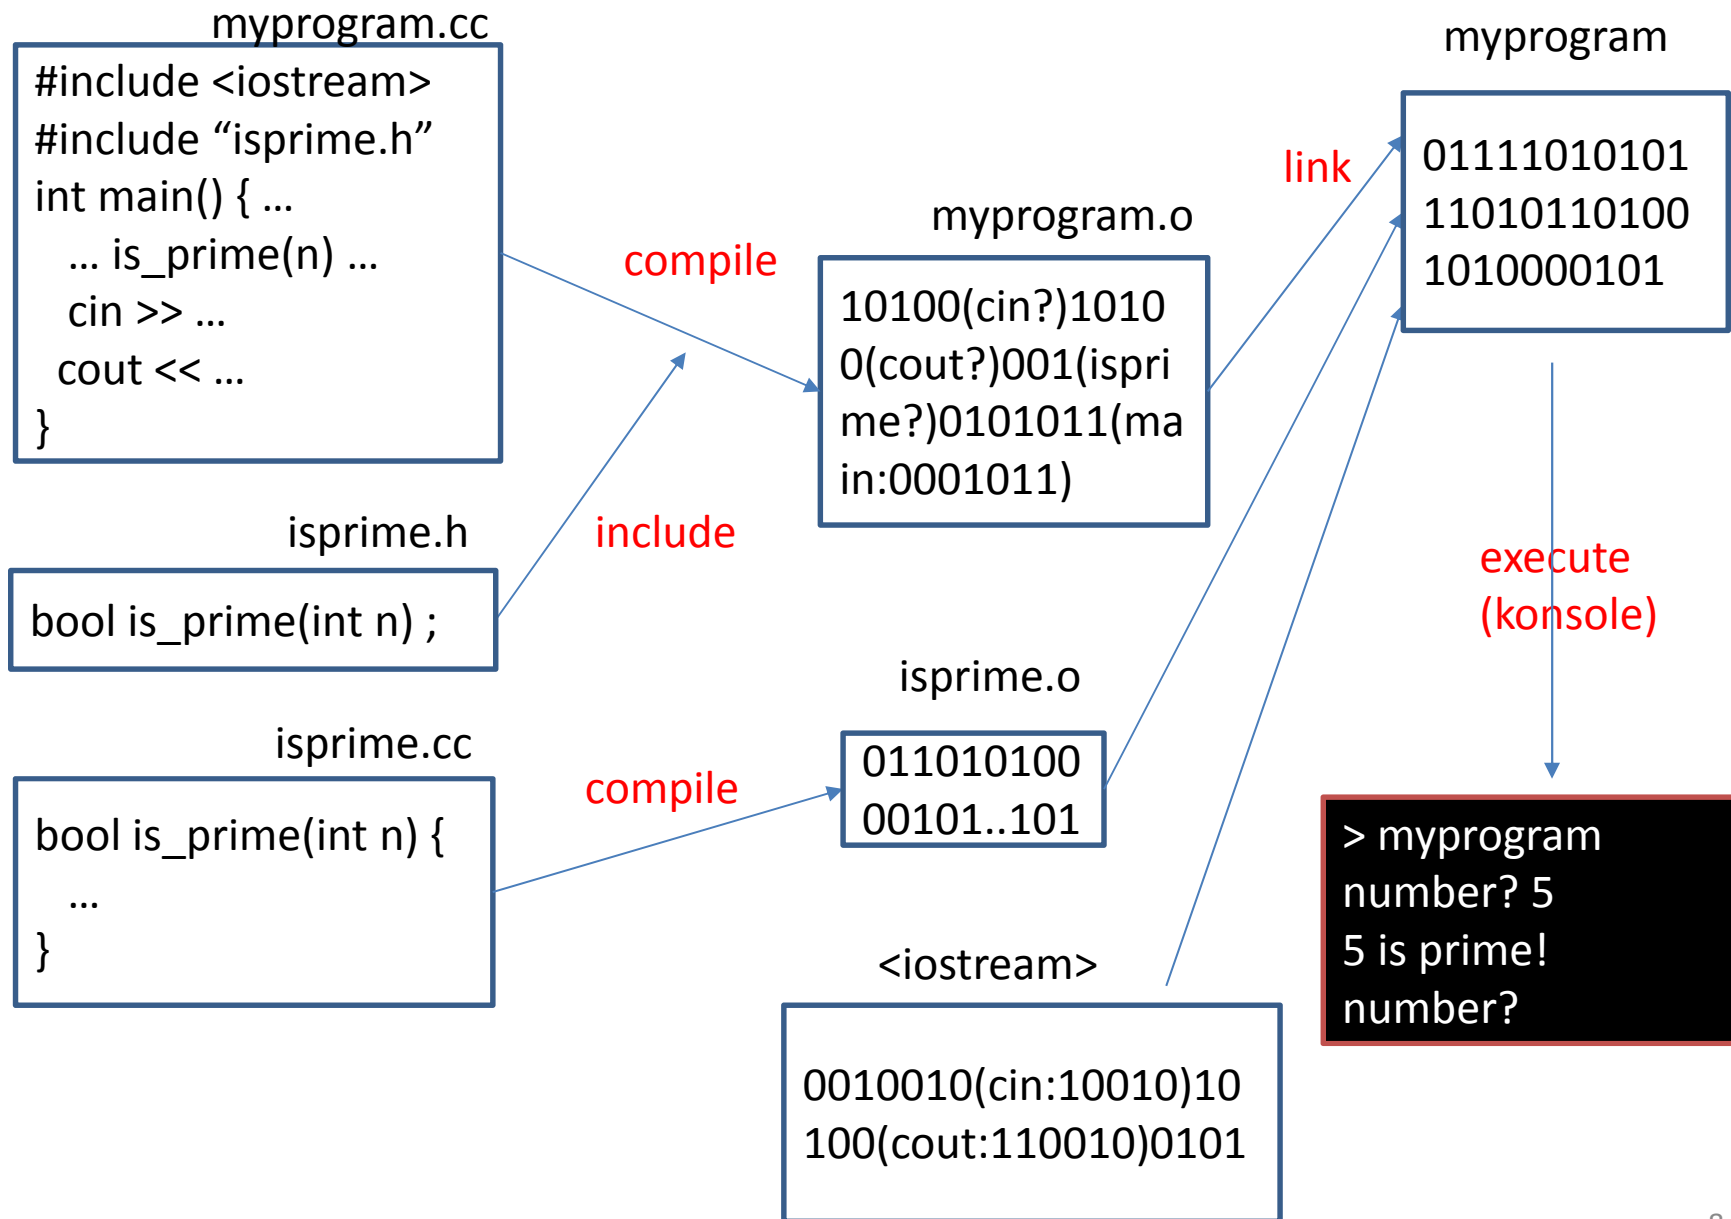 myprogram.cc
#include <iostream>
#include “isprime.h”
int main() { …
… is_prime(n) …
cin >> …
cout << …
}
isprime.h
bool is_prime(int n) ;
isprime.cc
bool is_prime(int n) {
…
}
compile
include
compile
myprogram.o
10100(cin?)1010
0(cout?)001(ispri
me?)0101011(ma
in:0001011)
isprime.o
011010100
00101..101
<iostream>
0010010(cin:10010)10
100(cout:110010)0101
link
myprogram
01111010101
11010110100
1010000101
execute
(konsole)
> myprogram
number? 5
5 is prime!
number?